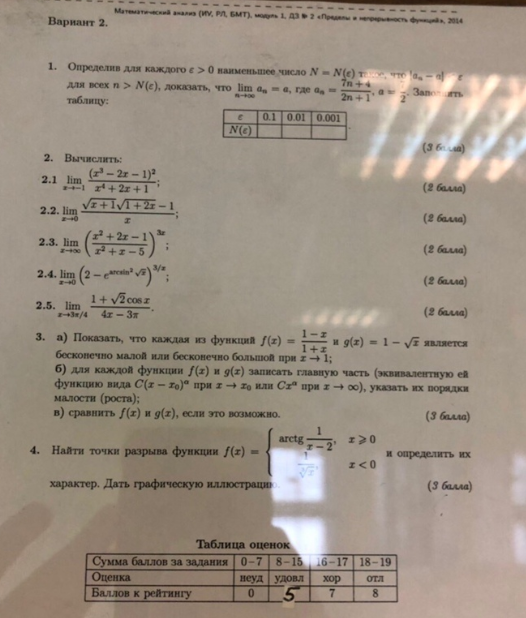 Математический анализ (ИУ, РЛ, БМТ), модуль 1, ДЗ № 2 «Пределы и непрерывность функций», 2014
Вариант 2.
1. Определив для каждого ε > 0 наименьшее число N = N(ε) такое, что |aₙ − a| < ε
для всех n > N(ε), доказать, что lim_{n→∞} aₙ = a, где aₙ = (7n + 4)/(2n + 1), a = 7/2. Заполнить
таблицу:
ε 0.1 0.01 0.001
N(ε)
(3 балла)
2. Вычислить:
2.1 lim_{x→−1} (x³ − 2x − 1)²/(x⁴ + 2x + 1); (2 балла)
2.2. lim_{x→0} (√(x + 1)√(1 + 2x) − 1)/x; (2 балла)
2.3. lim_{x→∞} ((x² + 2x − 1)/(x² + x − 5))^{3x}; (2 балла)
2.4. lim_{x→0} (2 − e^{arcsin² √x})^{3/x}; (2 балла)
2.5. lim_{x→3π/4} (1 + √2 cos x)/(4x − 3π). (2 балла)
3. а) Показать, что каждая из функций f(x) = (1 − x)/(1 + x) и g(x) = 1 − √x является
бесконечно малой или бесконечно большой при x → 1;
б) для каждой функции f(x) и g(x) записать главную часть (эквивалентную ей
функцию вида C(x − x₀)^α при x → x₀ или Cx^α при x → ∞), указать их порядки
малости (роста);
в) сравнить f(x) и g(x), если это возможно. (3 балла)
4. Найти точки разрыва функции f(x) = { arctg 1/(x − 2), x ⩾ 0
x < 0
и определить их
характер. Дать графическую иллюстрацию. (3 балла)
Таблица оценок
Сумма баллов за задания 0–7 8–15 16–17 18–19
Оценка неуд удовл хор отл
Баллов к рейтингу 0 5 7 8